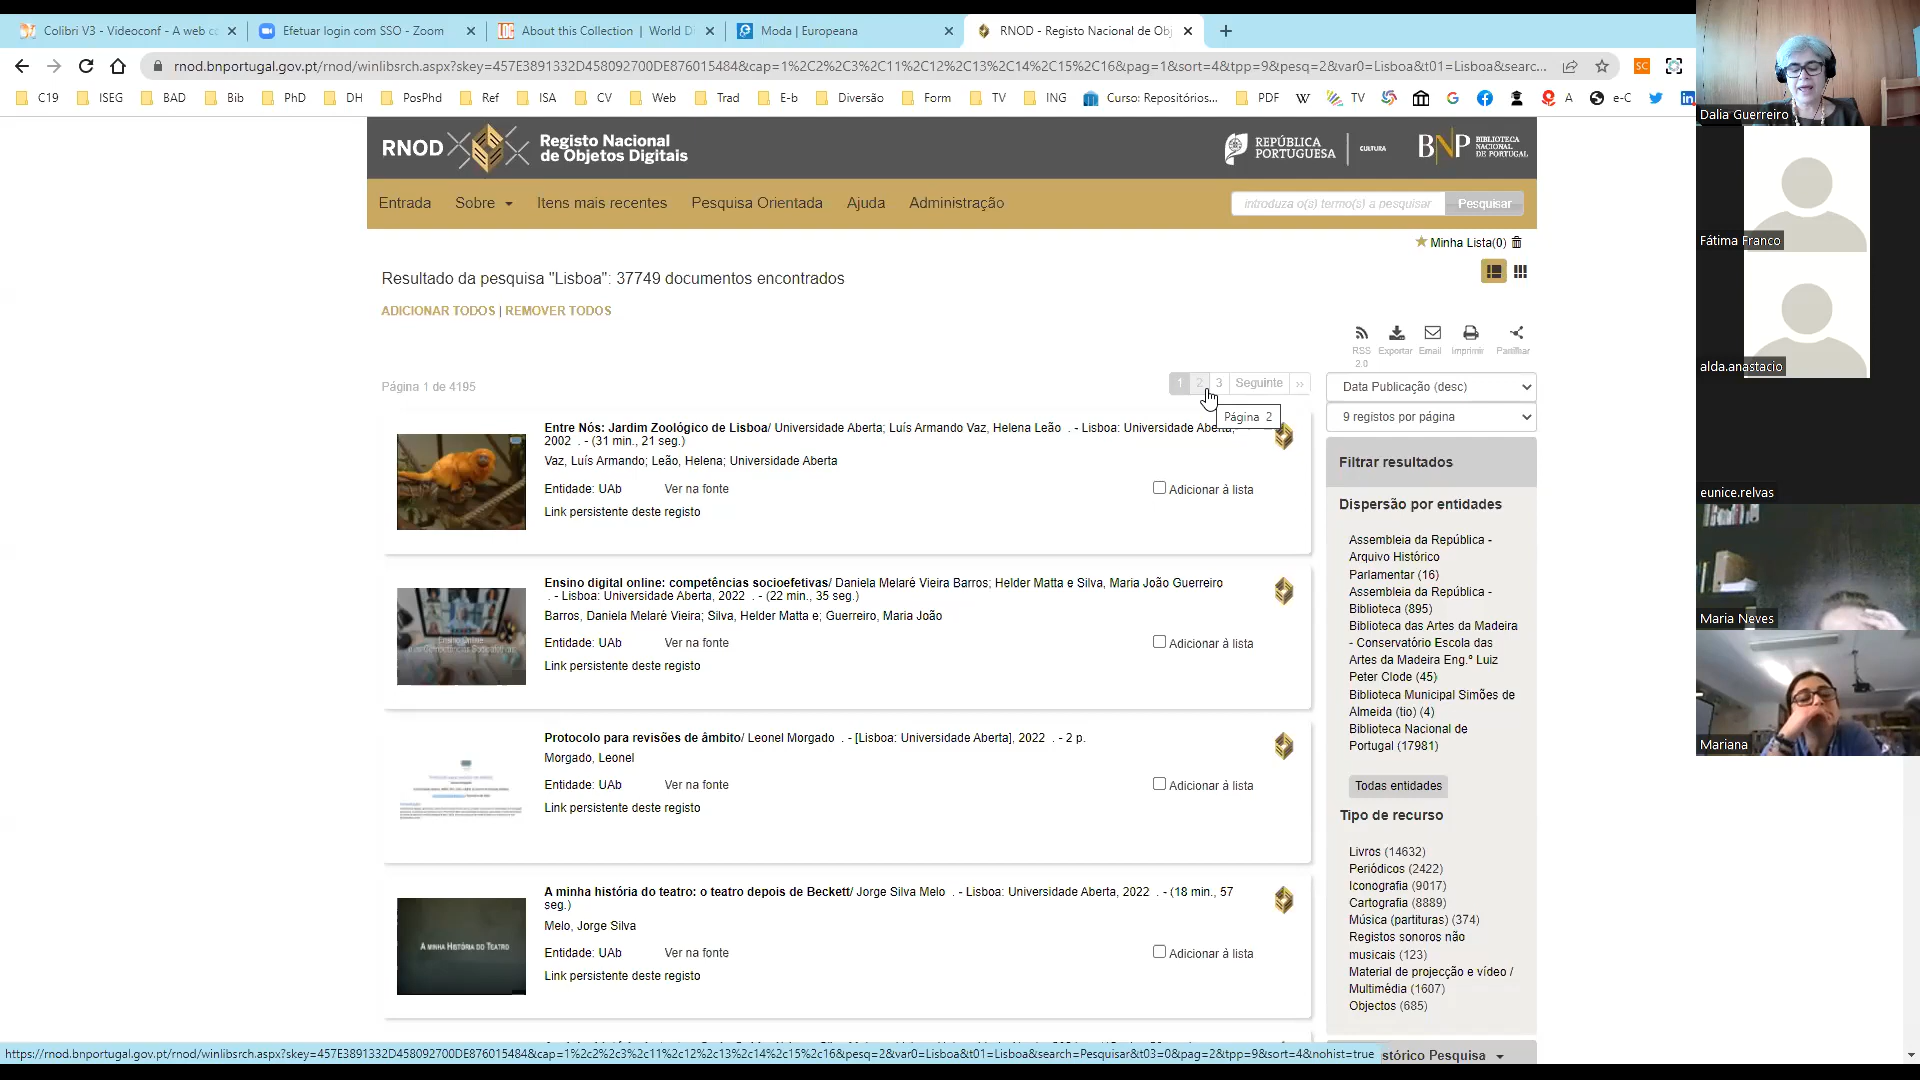 Colibri V3 - Videoconf - A web co
Efetuar login com SSO - Zoom
About this Collection | World Di
Moda | Europeana
RNOD - Registo Nacional de Obj
rnod.bnportugal.gov.pt/rnod/winlibsrch.aspx?skey=457E3891332D458092700DE876015484&cap=1%2C2%2C3%2C11%2C12%2C13%2C14%2C15%2C16&pag=1&sort=4&tpp=9&pesq=2&var0=Lisboa&t01=Lisboa&searc...
C19 ISEG BAD Bib PhD DH PosPhd Ref ISA CV Web Trad E-b Diversão Form TV ING Curso: Repositórios... PDF W TV A e-C
RNOD Registo Nacional
de Objetos Digitais
REPÚBLICA
PORTUGUESA
CULTURA
BNP BIBLIOTECA
NACIONAL
DE PORTUGAL
Entrada Sobre Itens mais recentes Pesquisa Orientada Ajuda Administração
introduza o(s) termo(s) a pesquisar Pesquisar
Minha Lista(0)
Resultado da pesquisa "Lisboa": 37749 documentos encontrados
ADICIONAR TODOS | REMOVER TODOS
RSS
2.0
Exportar Email Imprimir Partilhar
Página 1 de 4195
1 2 3 Seguinte ››
Página 2
Data Publicação (desc)
9 registos por página
Entre Nós: Jardim Zoológico de Lisboa/ Universidade Aberta; Luís Armando Vaz, Helena Leão . - Lisboa: Universidade Aberta,
2002 . - (31 min., 21 seg.)
Vaz, Luís Armando; Leão, Helena; Universidade Aberta
Entidade: UAb Ver na fonte Adicionar à lista
Link persistente deste registo
Ensino digital online: competências socioefetivas/ Daniela Melaré Vieira Barros; Helder Matta e Silva, Maria João Guerreiro
. - Lisboa: Universidade Aberta, 2022 . - (22 min., 35 seg.)
Barros, Daniela Melaré Vieira; Silva, Helder Matta e; Guerreiro, Maria João
Entidade: UAb Ver na fonte Adicionar à lista
Link persistente deste registo
Protocolo para revisões de âmbito/ Leonel Morgado . - [Lisboa: Universidade Aberta], 2022 . - 2 p.
Morgado, Leonel
Entidade: UAb Ver na fonte Adicionar à lista
Link persistente deste registo
A minha história do teatro: o teatro depois de Beckett/ Jorge Silva Melo . - Lisboa: Universidade Aberta, 2022 . - (18 min., 57
seg.)
Melo, Jorge Silva
Entidade: UAb Ver na fonte Adicionar à lista
Link persistente deste registo
A MINHA HISTÓRIA DO TEATRO
Filtrar resultados
Dispersão por entidades
Assembleia da República -
Arquivo Histórico
Parlamentar (16)
Assembleia da República -
Biblioteca (895)
Biblioteca das Artes da Madeira
- Conservatório Escola das
Artes da Madeira Eng.º Luiz
Peter Clode (45)
Biblioteca Municipal Simões de
Almeida (tio) (4)
Biblioteca Nacional de
Portugal (17981)
Todas entidades
Tipo de recurso
Livros (14632)
Periódicos (2422)
Iconografia (9017)
Cartografia (8889)
Música (partituras) (374)
Registos sonoros não
musicais (123)
Material de projecção e vídeo /
Multimédia (1607)
Objectos (685)
stórico Pesquisa
https://rnod.bnportugal.gov.pt/rnod/winlibsrch.aspx?skey=457E3891332D458092700DE876015484&cap=1%2c2%2c3%2c11%2c12%2c13%2c14%2c15%2c16&pesq=2&var0=Lisboa&t01=Lisboa&search=Pesquisar&t03=0&pag=2&tpp=9&sort=4&nohist=true
Dalia Guerreiro
Fátima Franco
alda.anastacio
eunice.relvas
Maria Neves
Mariana